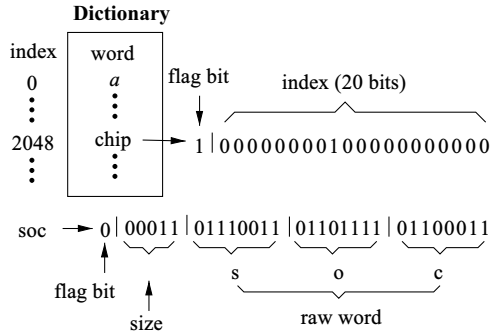 Dictionary
index word
0 a
flag bit
index (20 bits)
2048 chip 1 | 00000000100000000000
soc 0 | 00011 | 01110011 | 01101111 | 01100011
s o c
flag bit
size
raw word